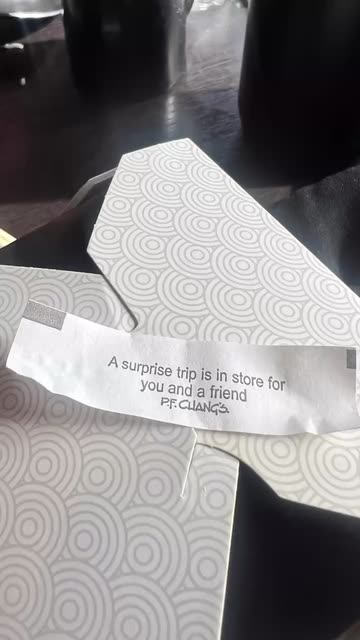 A surprise trip is in store for
you and a friend
P.F. CHANG'S